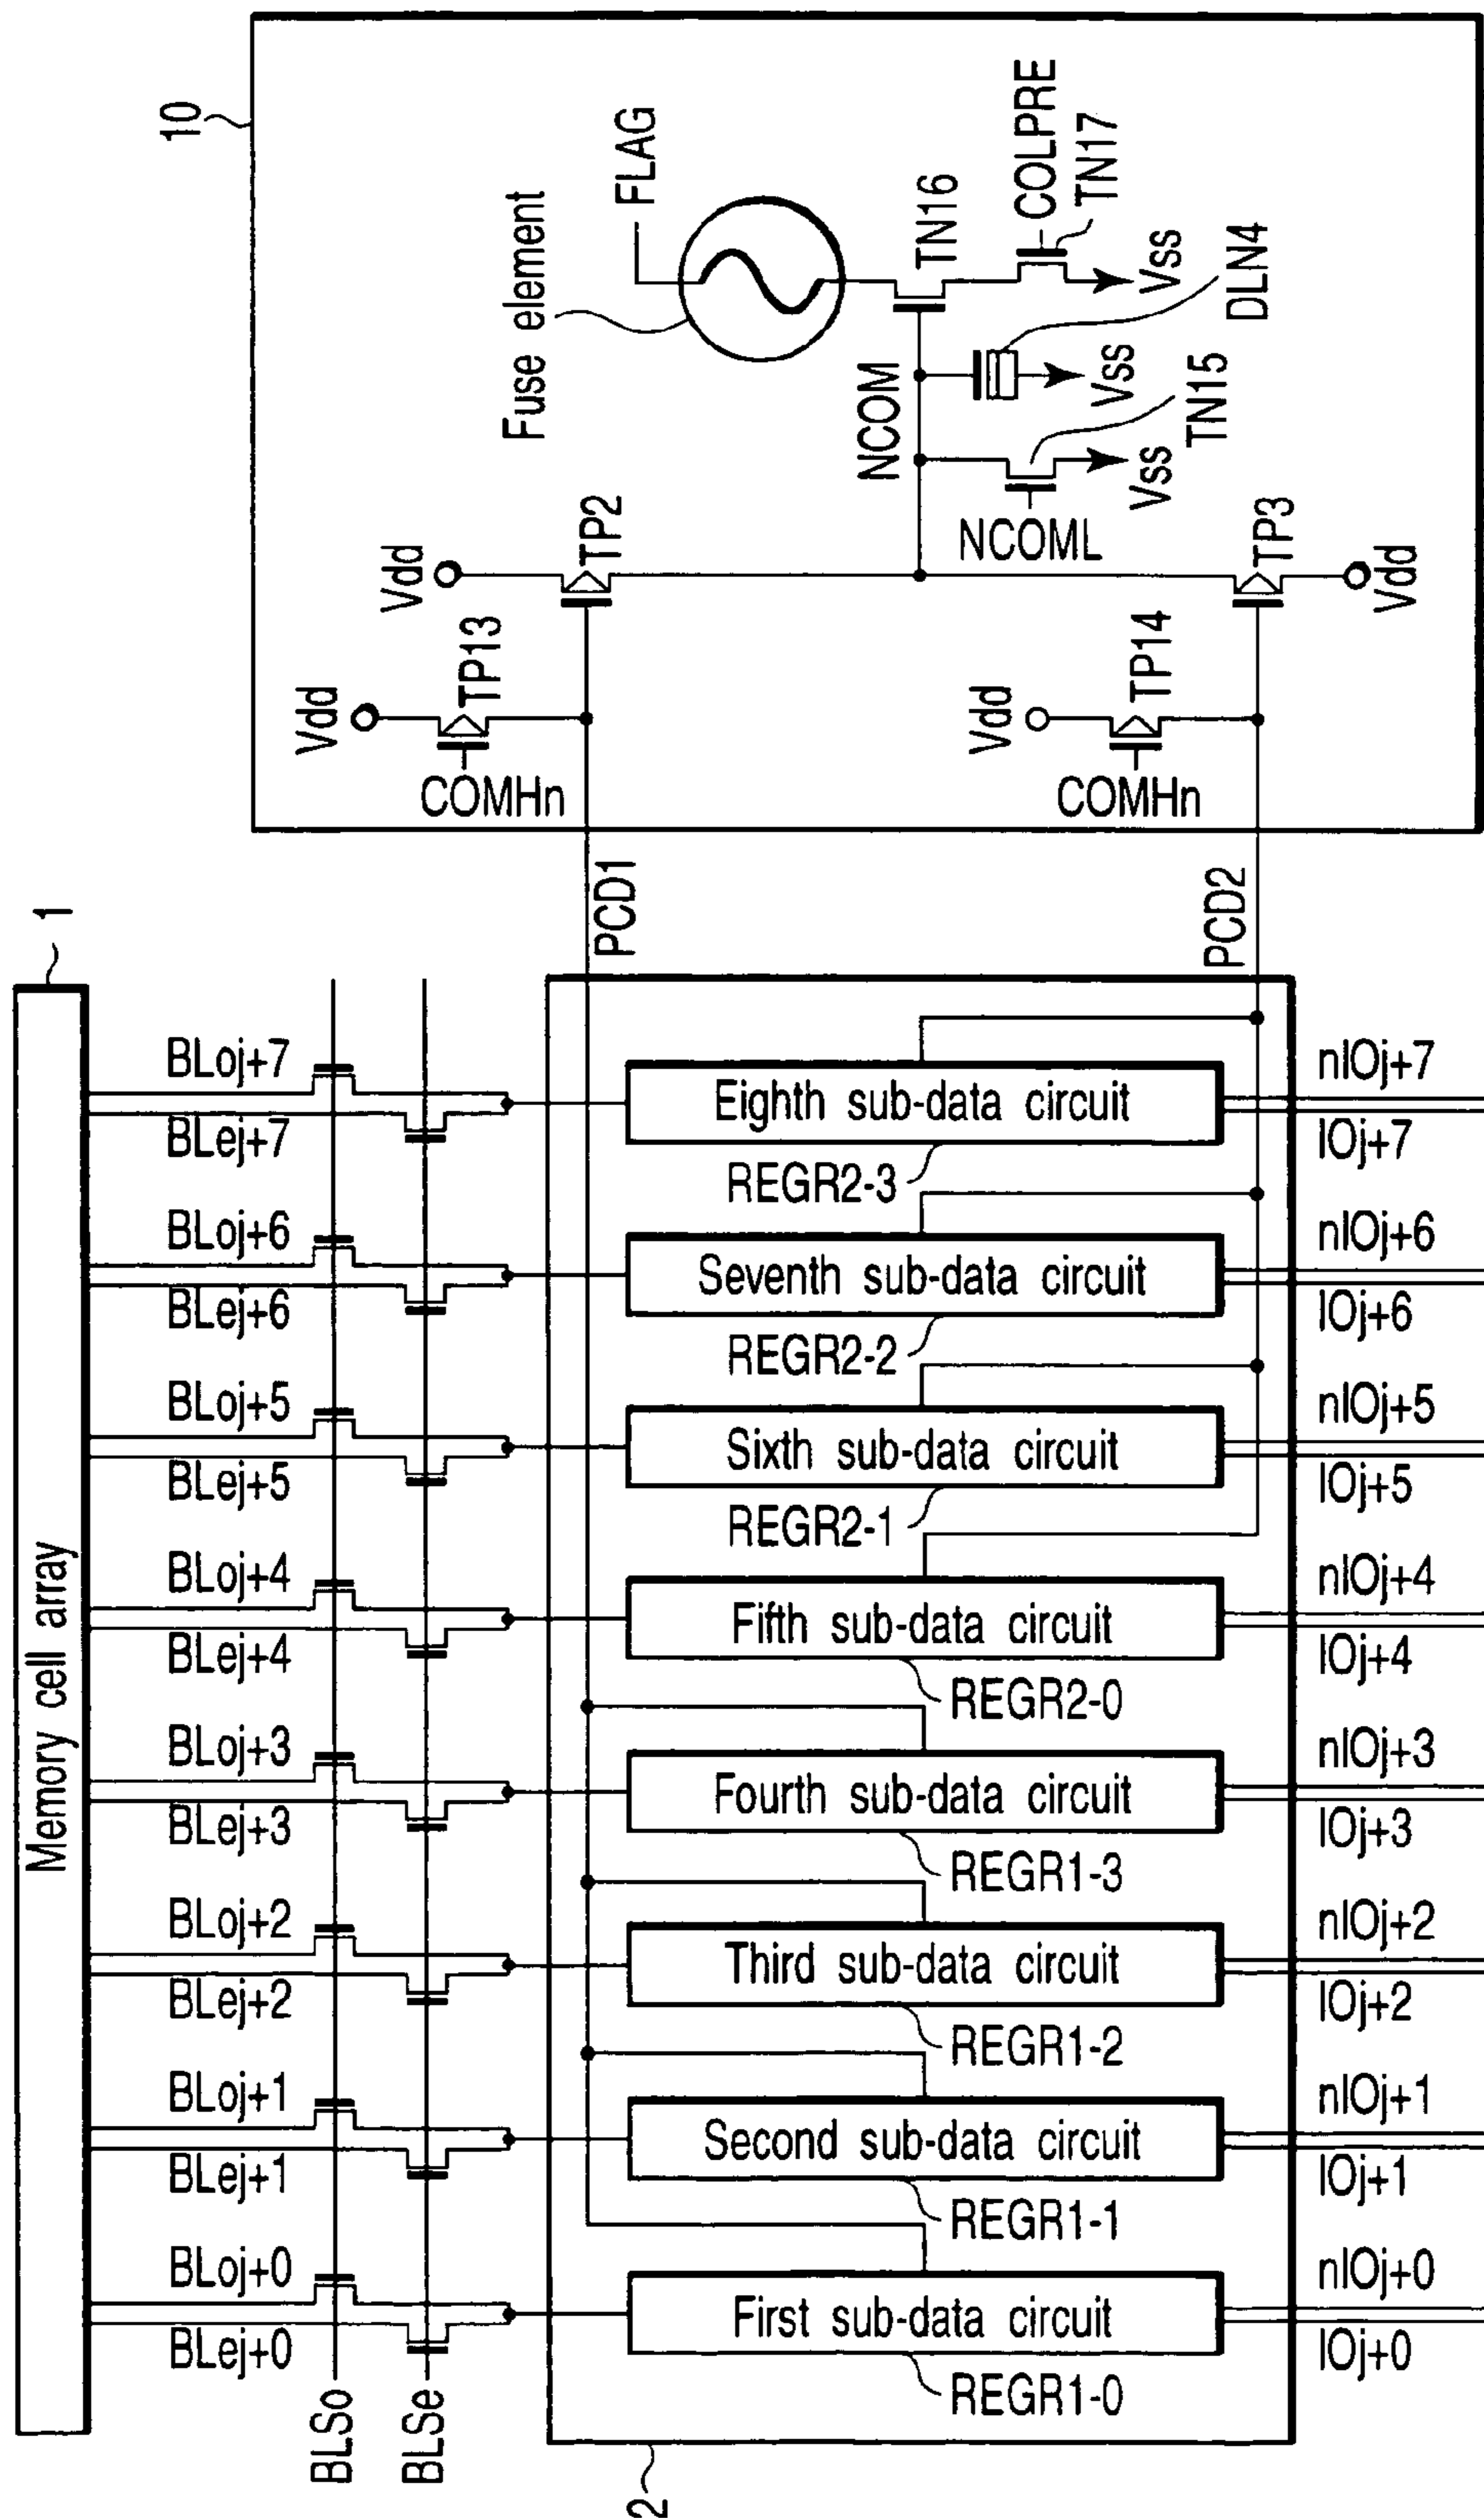 Memory cell array
1
BLSo
BLSe
BLoj+0
BLej+0
BLoj+1
BLej+1
BLoj+2
BLej+2
BLoj+3
BLej+3
BLoj+4
BLej+4
BLoj+5
BLej+5
BLoj+6
BLej+6
BLoj+7
BLej+7
2
First sub-data circuit
REGR1-0
Second sub-data circuit
REGR1-1
Third sub-data circuit
REGR1-2
Fourth sub-data circuit
REGR1-3
Fifth sub-data circuit
REGR2-0
Sixth sub-data circuit
REGR2-1
Seventh sub-data circuit
REGR2-2
Eighth sub-data circuit
REGR2-3
nIOj+0
IOj+0
nIOj+1
IOj+1
nIOj+2
IOj+2
nIOj+3
IOj+3
nIOj+4
IOj+4
nIOj+5
IOj+5
nIOj+6
IOj+6
nIOj+7
IOj+7
PCD1
PCD2
10
Vdd
TP13
COMHn
Vdd
TP2
Fuse element
FLAG
NCOM
TN16
COLPRE
TN17
Vss
DLN4
Vss
TN15
Vss
NCOML
Vdd
TP14
COMHn
TP3
Vdd